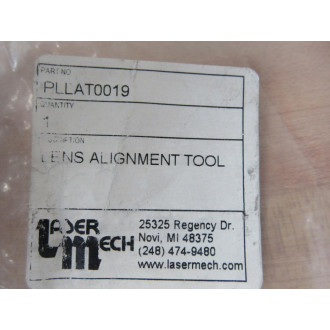 PART NO
PLLAT0019
QUANTITY
1
LENS ALIGNMENT TOOL
LASER MECH
25325 Regency Dr.
Novi, MI 48375
(248) 474-9480
www.lasermech.com